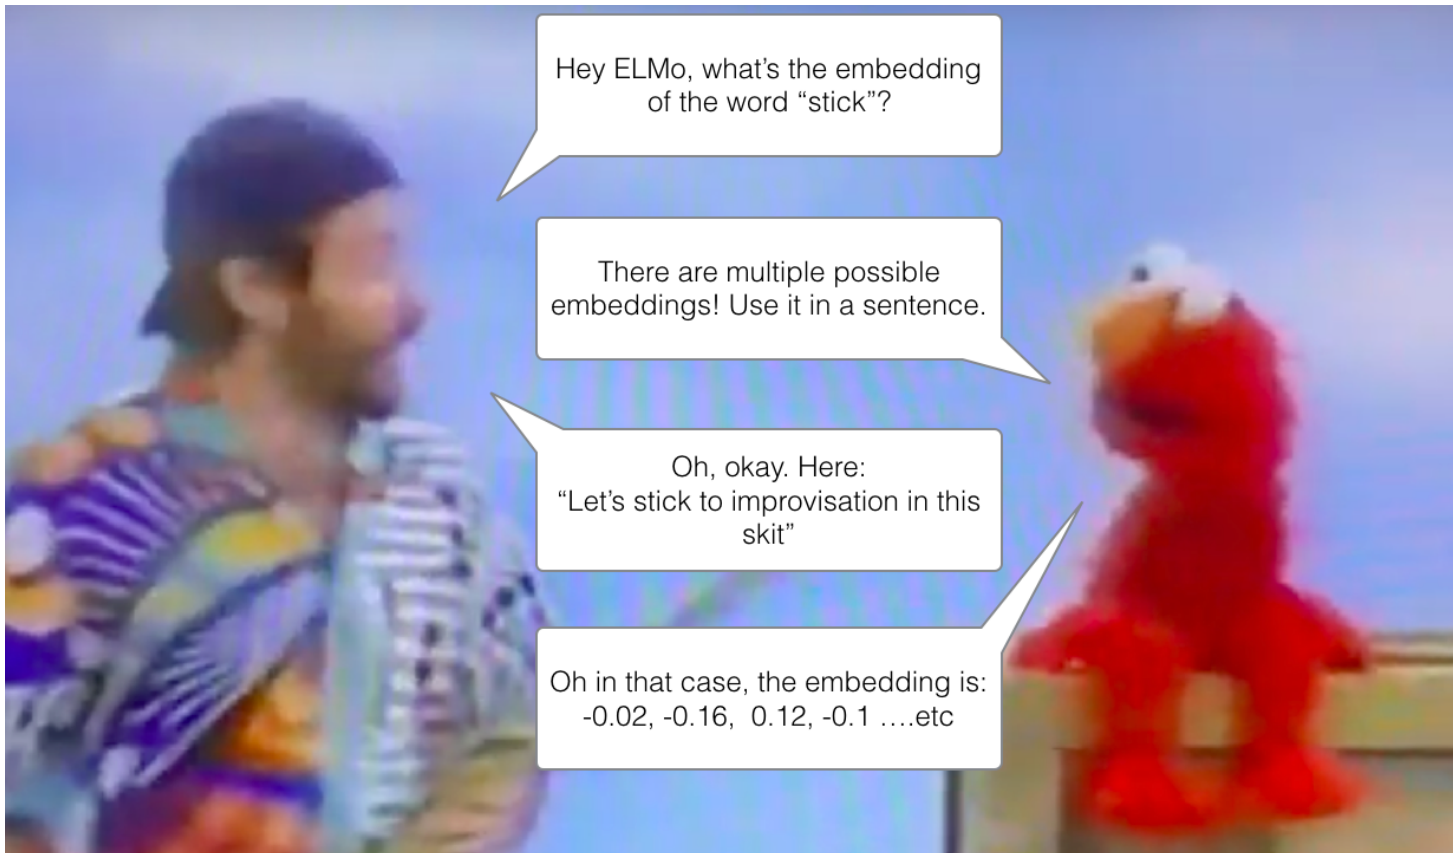 Hey ELMo, what’s the embedding
of the word “stick”?
There are multiple possible
embeddings! Use it in a sentence.
Oh, okay. Here:
“Let’s stick to improvisation in this
skit”
Oh in that case, the embedding is:
-0.02, -0.16,  0.12, -0.1 ….etc